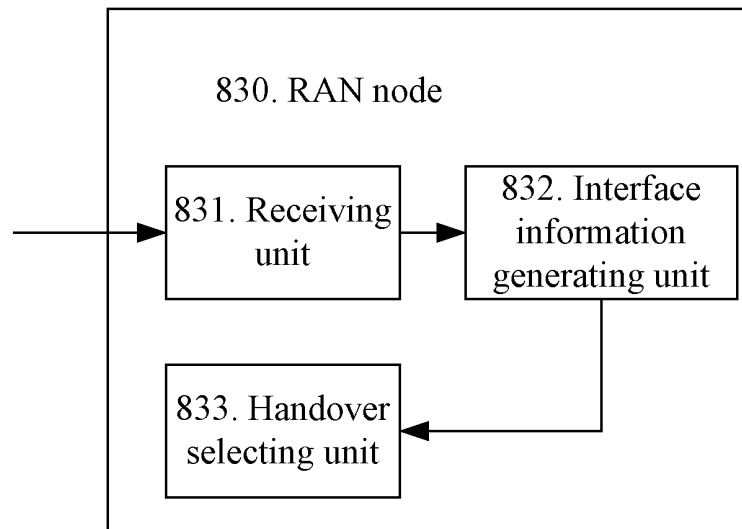 830. RAN node
831. Receiving
unit
832. Interface
information
generating unit
833. Handover
selecting unit